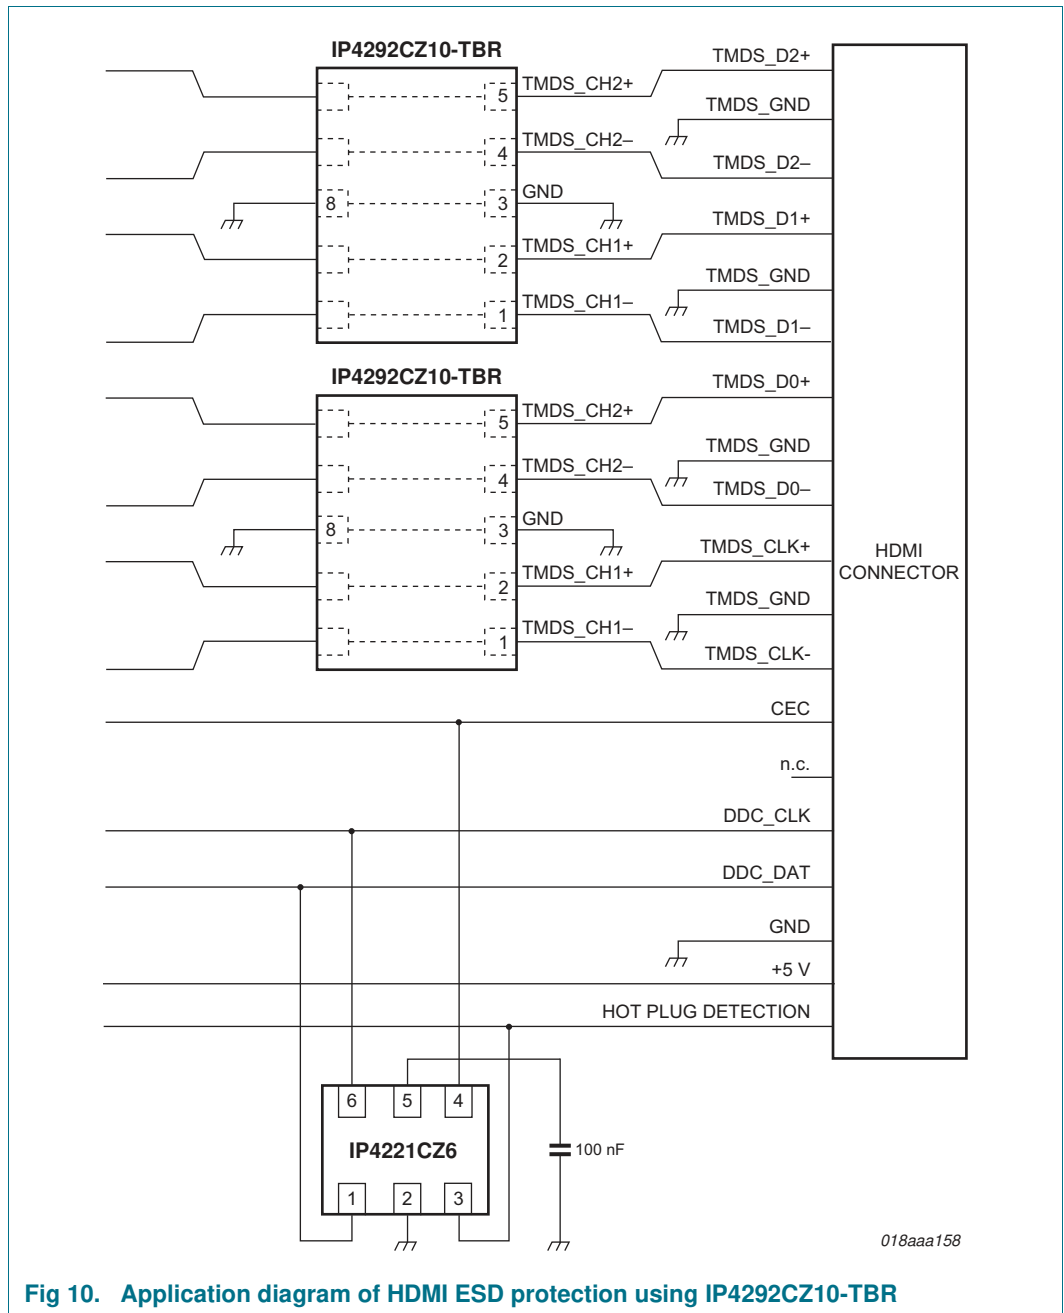 IP4292CZ10-TBR
TMDS_D2+
5
TMDS_CH2+
TMDS_GND
4
TMDS_CH2–
TMDS_D2–
8
3
GND
TMDS_D1+
2
TMDS_CH1+
TMDS_GND
1
TMDS_CH1–
TMDS_D1–
IP4292CZ10-TBR
TMDS_D0+
5
TMDS_CH2+
TMDS_GND
4
TMDS_CH2–
TMDS_D0–
8
3
GND
TMDS_CLK+
HDMI
CONNECTOR
2
TMDS_CH1+
TMDS_GND
1
TMDS_CH1–
TMDS_CLK-
CEC
n.c.
DDC_CLK
DDC_DAT
GND
+5 V
HOT PLUG DETECTION
6 5 4
IP4221CZ6
100 nF
1 2 3
018aaa158
Fig 10. Application diagram of HDMI ESD protection using IP4292CZ10-TBR